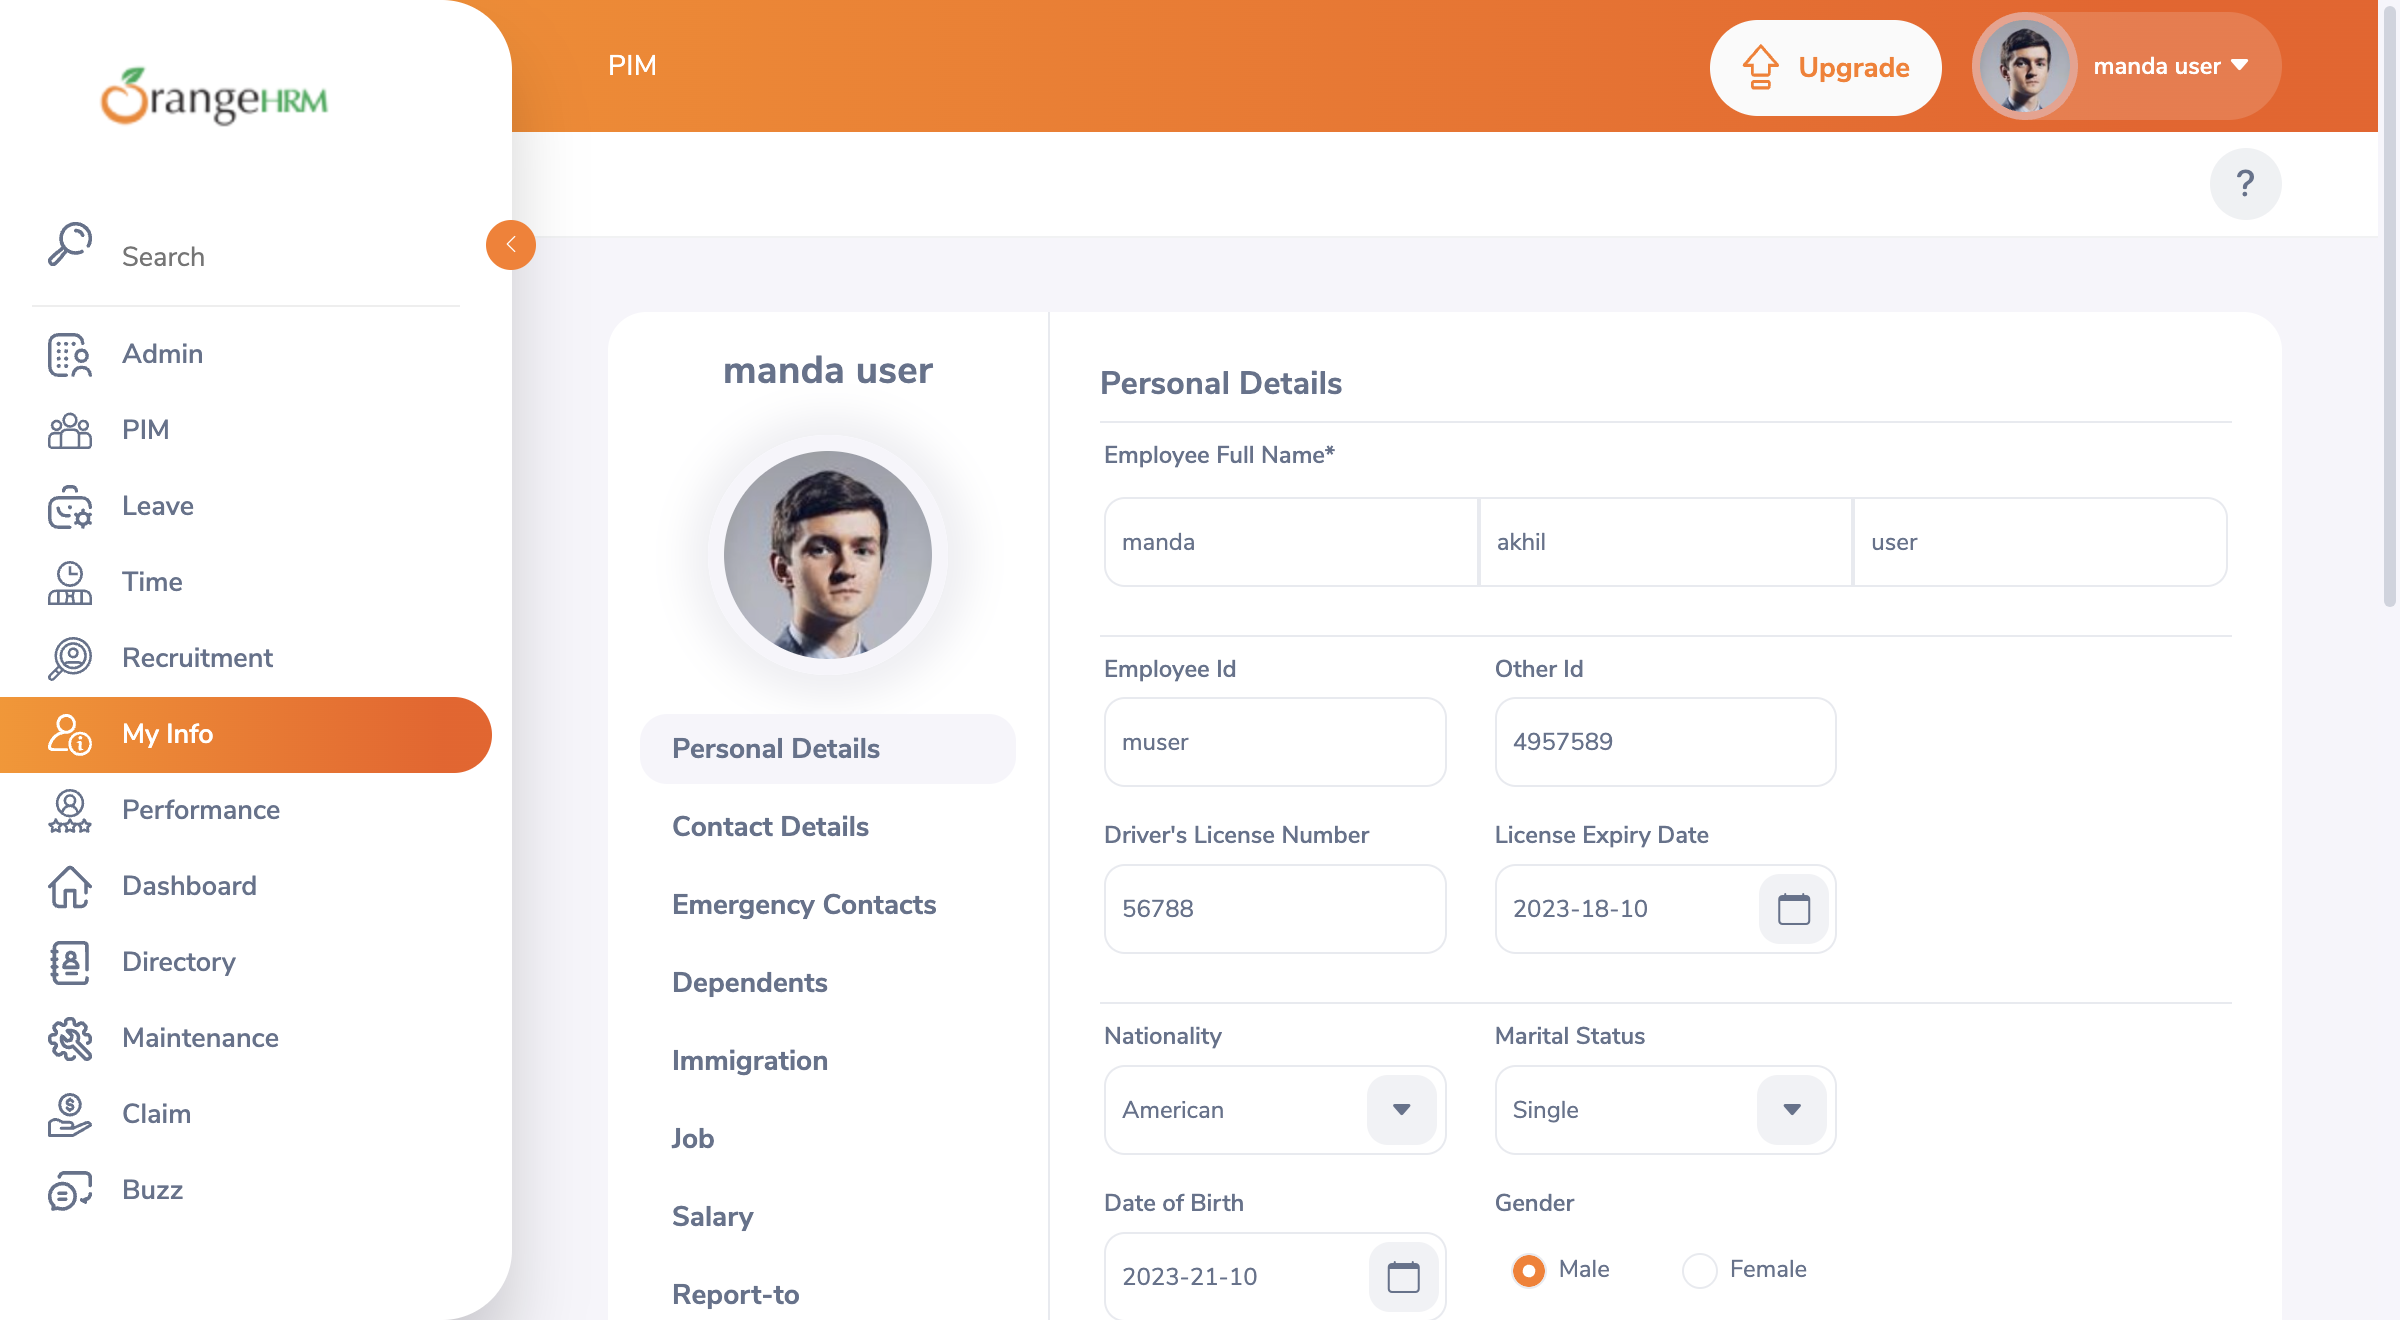 OrangeHRM
PIM
Upgrade
manda user
?
Search
Admin
PIM
Leave
Time
Recruitment
My Info
Performance
Dashboard
Directory
Maintenance
Claim
Buzz
manda user
Personal Details
Contact Details
Emergency Contacts
Dependents
Immigration
Job
Salary
Report-to
Personal Details
Employee Full Name*
manda akhil user
Employee Id Other Id
muser 4957589
Driver's License Number License Expiry Date
56788 2023-18-10
Nationality Marital Status
American Single
Date of Birth Gender
2023-21-10 Male Female